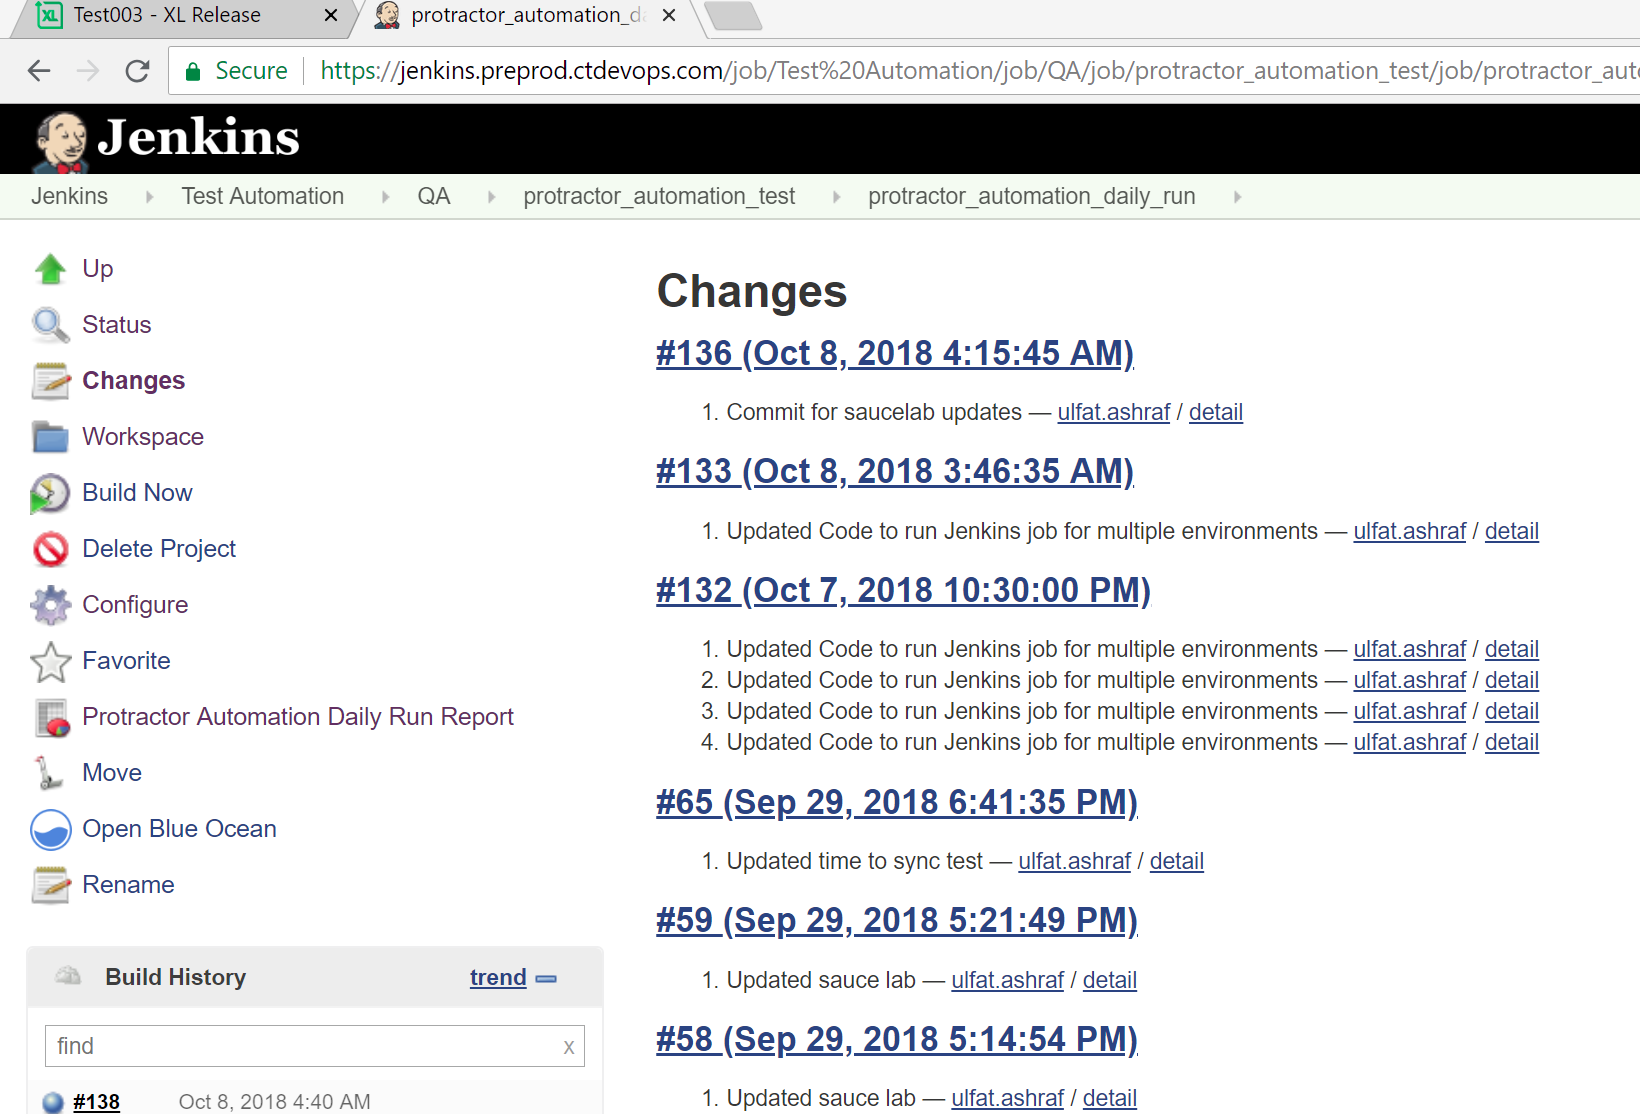 Test003 - XL Release
protractor_automation_d
Secure
https://jenkins.preprod.ctdevops.com/job/Test%20Automation/job/QA/job/protractor_automation_test/job/protractor_aut
Jenkins
Jenkins Test Automation QA protractor_automation_test protractor_automation_daily_run
Up
Status
Changes
Workspace
Build Now
Delete Project
Configure
Favorite
Protractor Automation Daily Run Report
Move
Open Blue Ocean
Rename
Build History trend
find x
#138 Oct 8, 2018 4:40 AM
Changes
#136 (Oct 8, 2018 4:15:45 AM)
1. Commit for saucelab updates — ulfat.ashraf / detail
#133 (Oct 8, 2018 3:46:35 AM)
1. Updated Code to run Jenkins job for multiple environments — ulfat.ashraf / detail
#132 (Oct 7, 2018 10:30:00 PM)
1. Updated Code to run Jenkins job for multiple environments — ulfat.ashraf / detail
2. Updated Code to run Jenkins job for multiple environments — ulfat.ashraf / detail
3. Updated Code to run Jenkins job for multiple environments — ulfat.ashraf / detail
4. Updated Code to run Jenkins job for multiple environments — ulfat.ashraf / detail
#65 (Sep 29, 2018 6:41:35 PM)
1. Updated time to sync test — ulfat.ashraf / detail
#59 (Sep 29, 2018 5:21:49 PM)
1. Updated sauce lab — ulfat.ashraf / detail
#58 (Sep 29, 2018 5:14:54 PM)
1. Updated sauce lab — ulfat.ashraf / detail